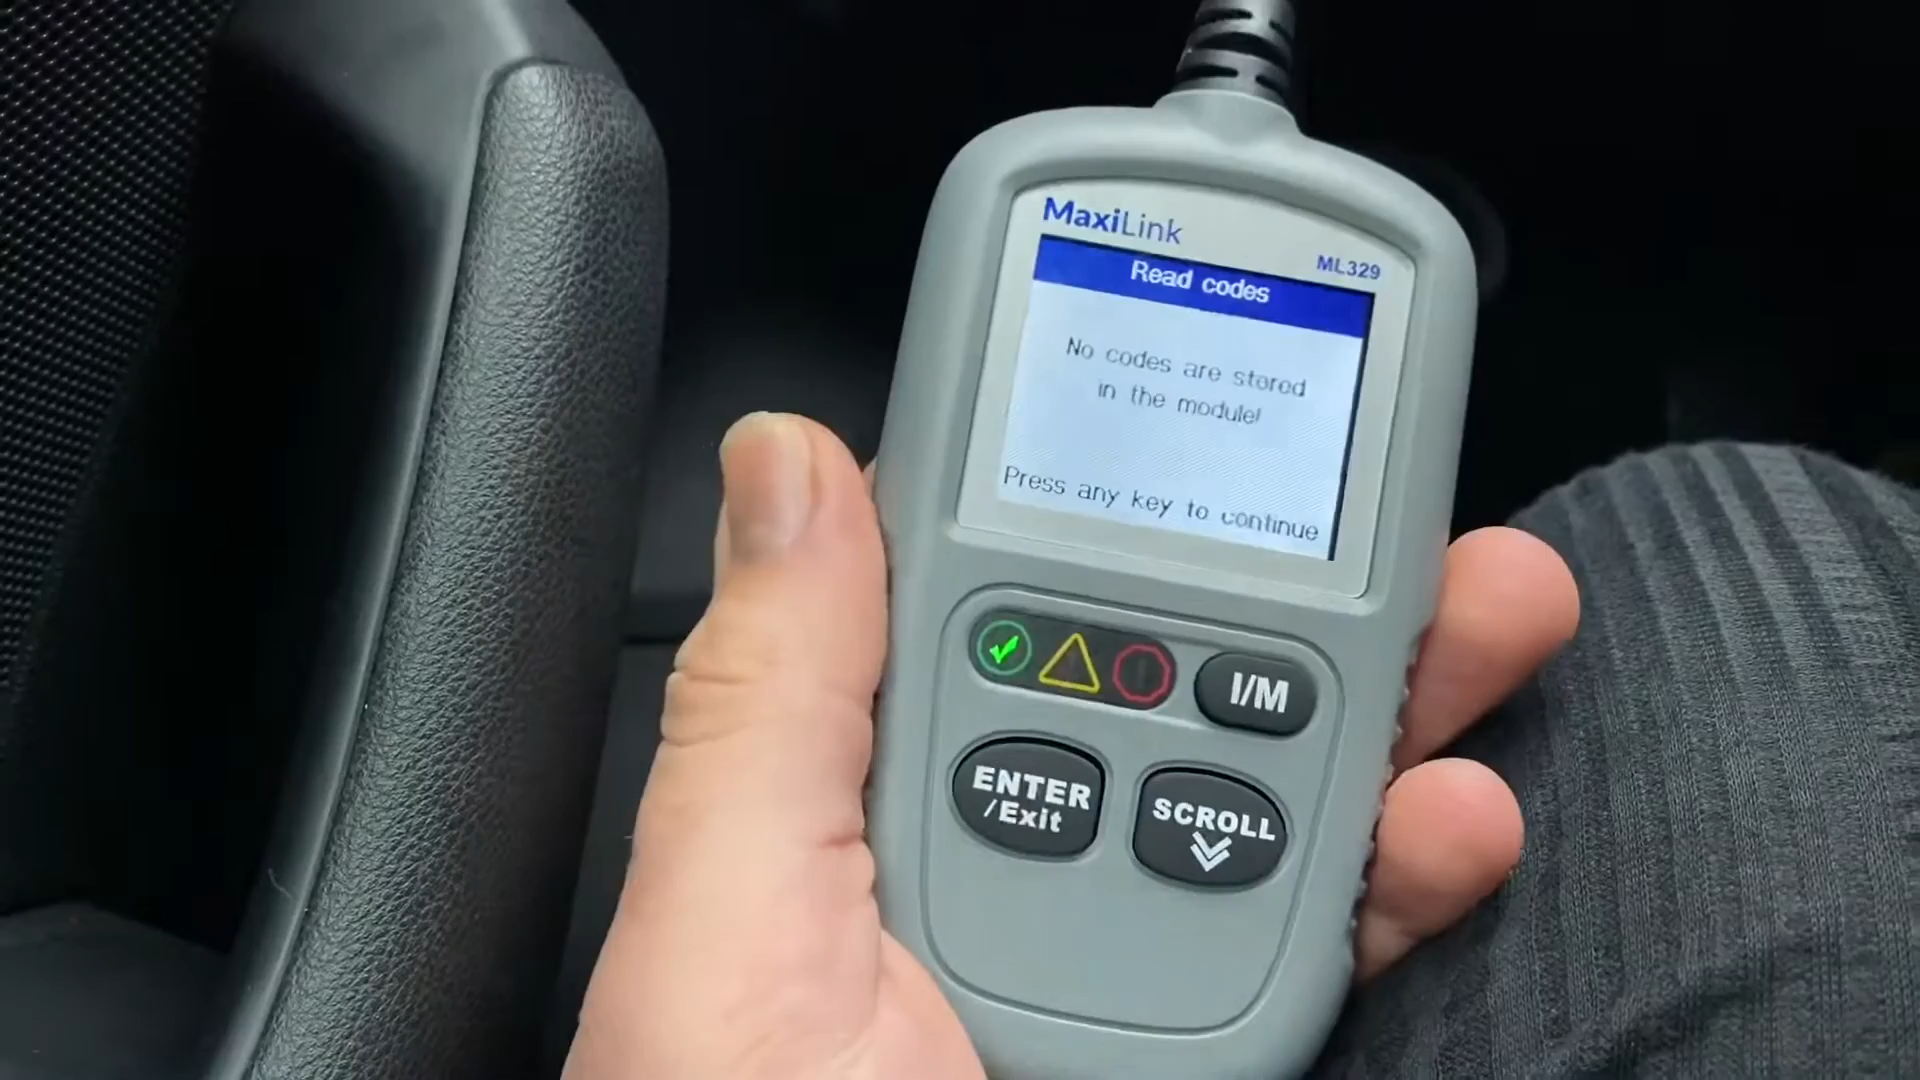 MaxiLink
ML329
Read codes
No codes are stored
in the module!
Press any key to continue
I/M
ENTER
/Exit
SCROLL